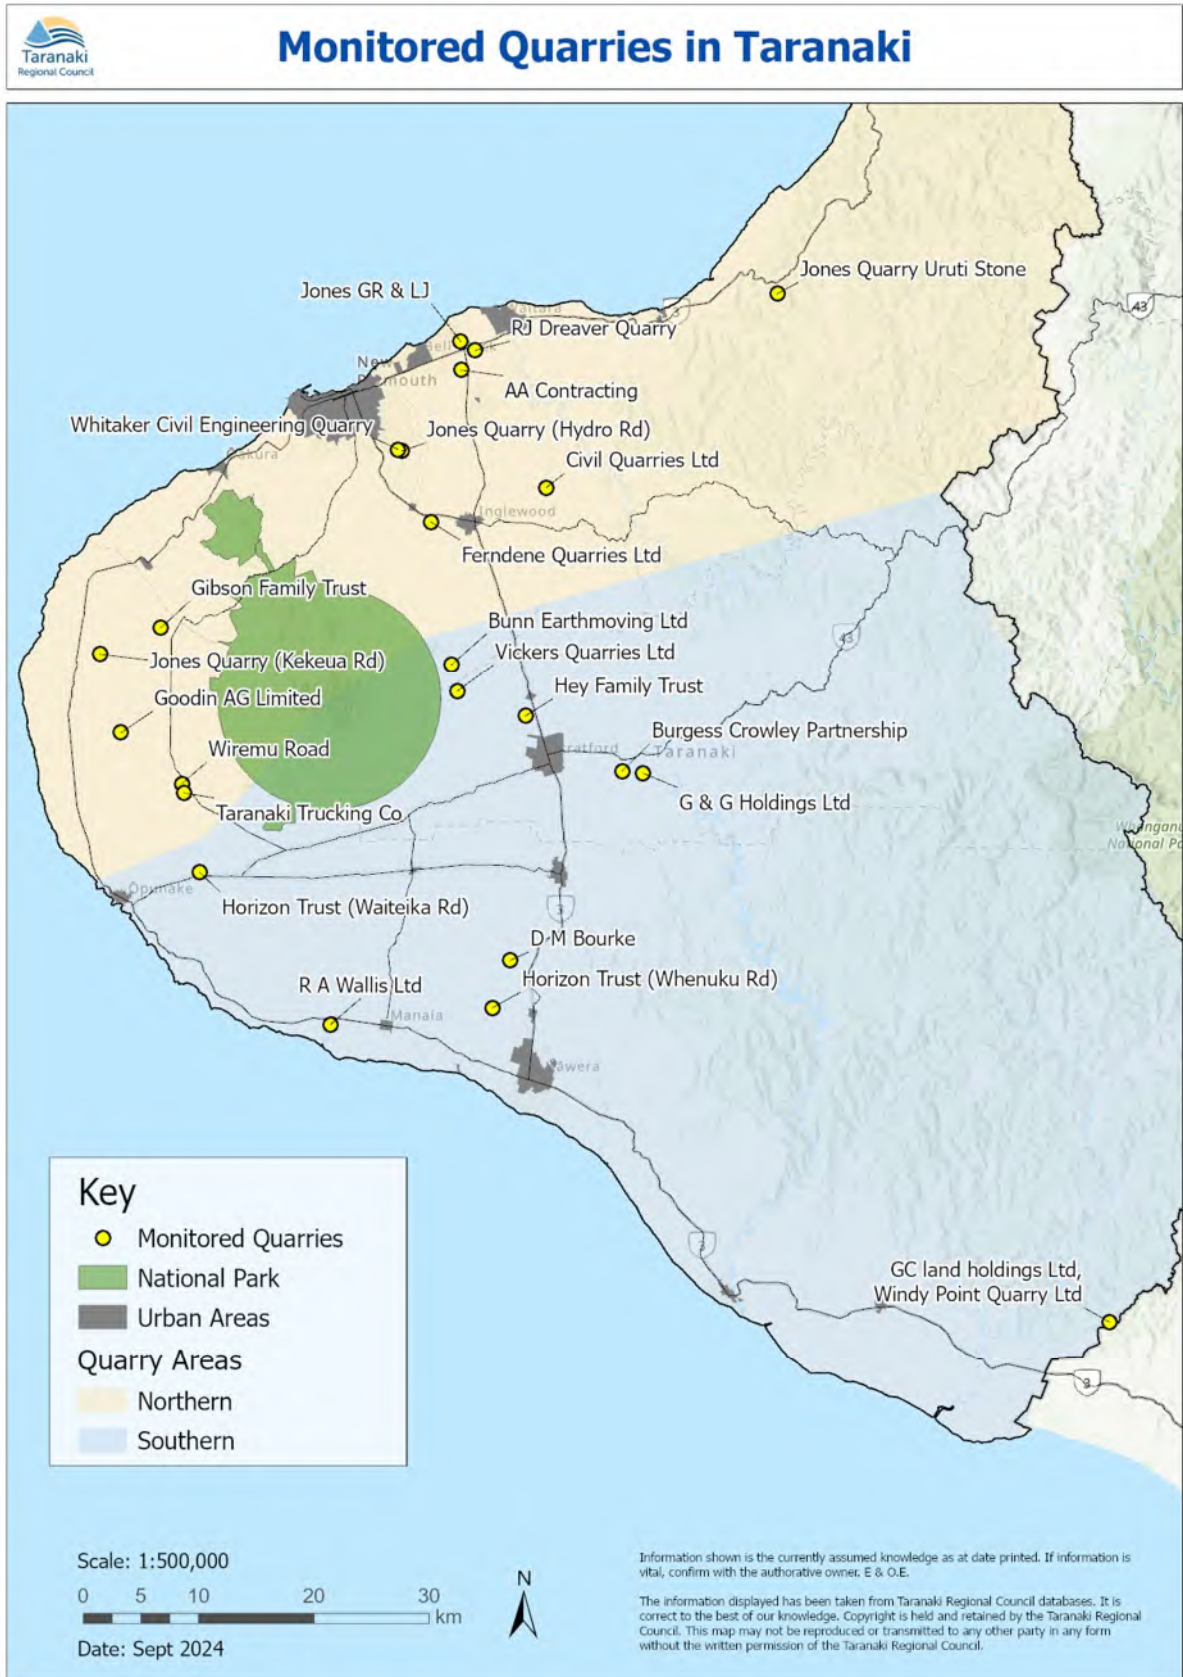 Taranaki
Regional Council
Monitored Quarries in Taranaki
Jones Quarry Uruti Stone
43
Jones GR & LJ
3
RJ Dreaver Quarry
New
AA Contracting
Whitaker Civil Engineering Quarry
Jones Quarry (Hydro Rd)
Civil Quarries Ltd
Inglewood
Ferndene Quarries Ltd
Gibson Family Trust
Bunn Earthmoving Ltd
43
Jones Quarry (Kekeua Rd)
Vickers Quarries Ltd
Goodin AG Limited
Hey Family Trust
Burgess Crowley Partnership
Wiremu Road
Taranaki
G & G Holdings Ltd
Taranaki Trucking Co
Opunake
Horizon Trust (Waiteika Rd)
3
D M Bourke
R A Wallis Ltd
Horizon Trust (Whenuku Rd)
Manaia
3
GC land holdings Ltd,
Windy Point Quarry Ltd
3
Key
Monitored Quarries
National Park
Urban Areas
Quarry Areas
Northern
Southern
Scale: 1:500,000
0 5 10 20 30
km
Date: Sept 2024
N
Information shown is the currently assumed knowledge as at date printed. If information is
vital, confirm with the authorative owner. E & O.E.
The information displayed has been taken from Taranaki Regional Council databases. It is
correct to the best of our knowledge. Copyright is held and retained by the Taranaki Regional
Council. This map may not be reproduced or transmitted to any other party in any form
without the written permission of the Taranaki Regional Council.